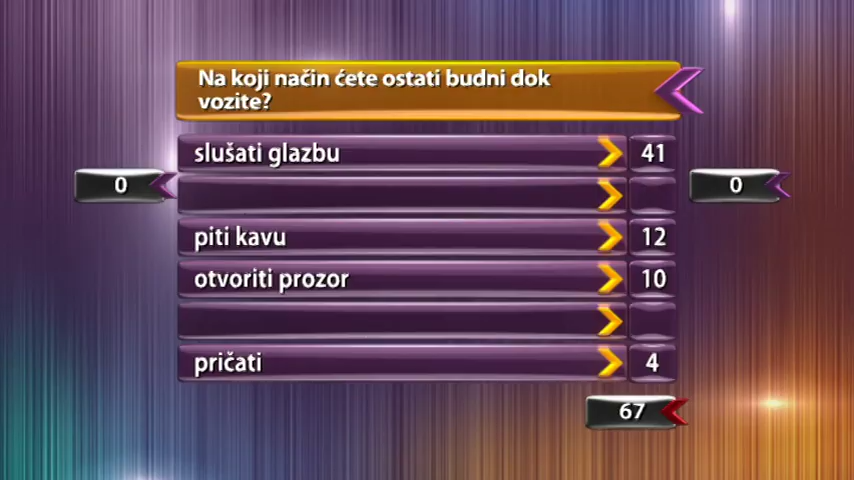 Na koji način ćete ostati budni dok
vozite?
slušati glazbu 41
0
0
piti kavu 12
otvoriti prozor 10
pričati 4
67